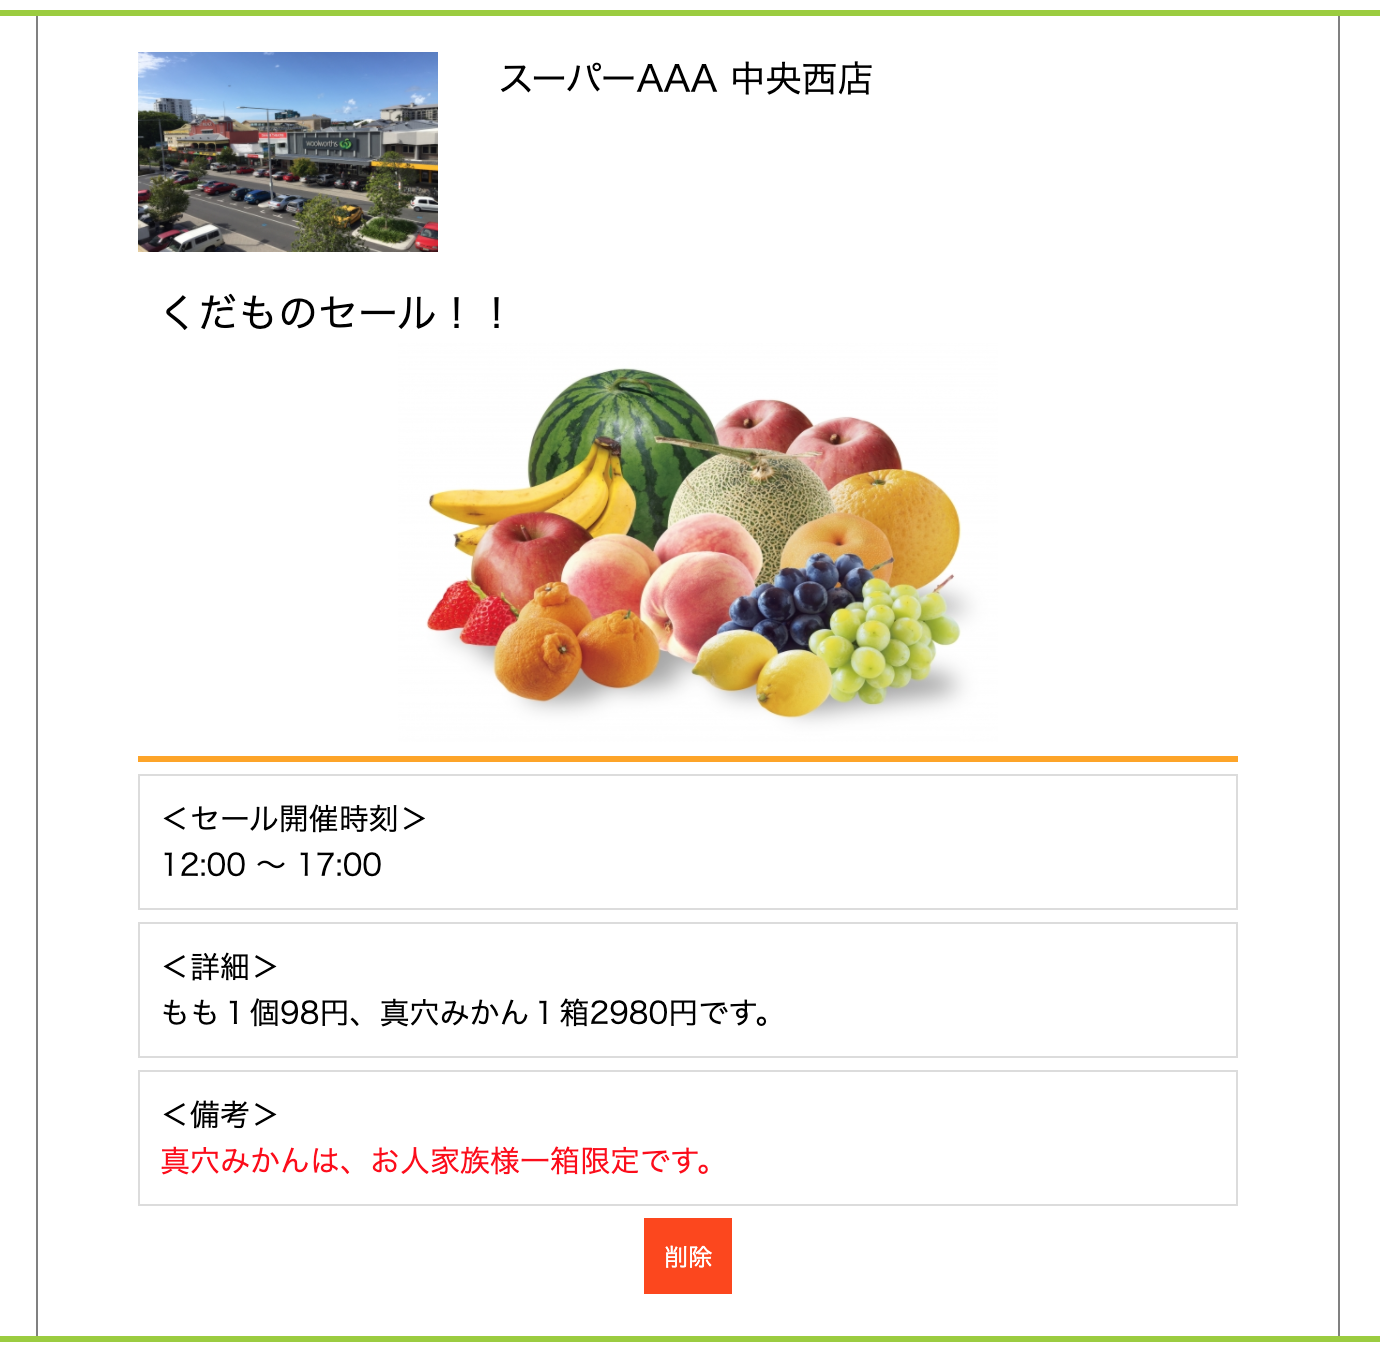 スーパーAAA 中央西店
woolworths
くだものセール！！
＜セール開催時刻＞
12:00 〜 17:00
＜詳細＞
もも１個98円、真穴みかん１箱2980円です。
＜備考＞
真穴みかんは、お人家族様一箱限定です。
削除